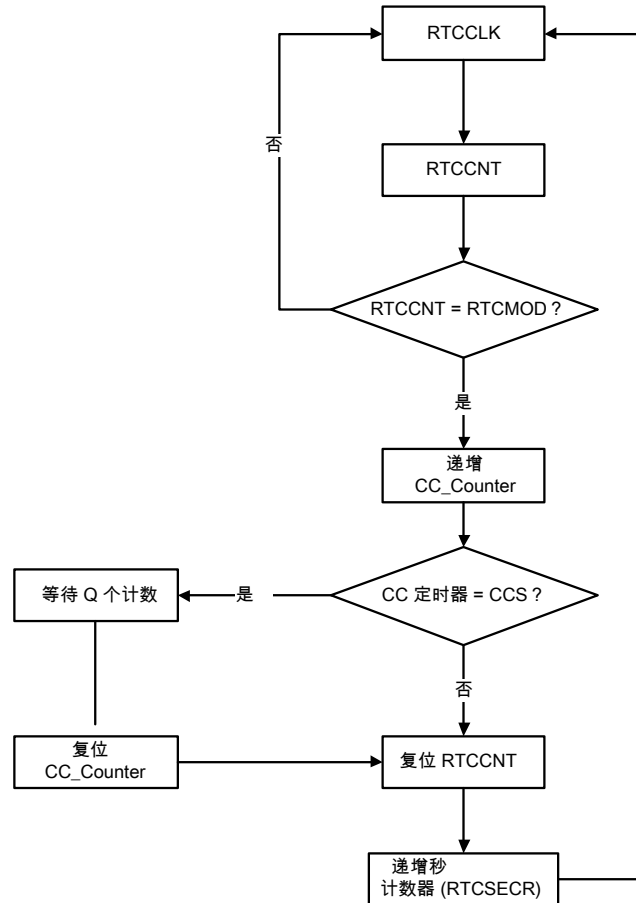 RTCCLK
否
RTCCNT
RTCCNT = RTCMOD ?
是
递增
CC_Counter
等待 Q 个计数
是
CC 定时器 = CCS ?
否
复位
CC_Counter
复位 RTCCNT
递增秒
计数器 (RTCSECR)